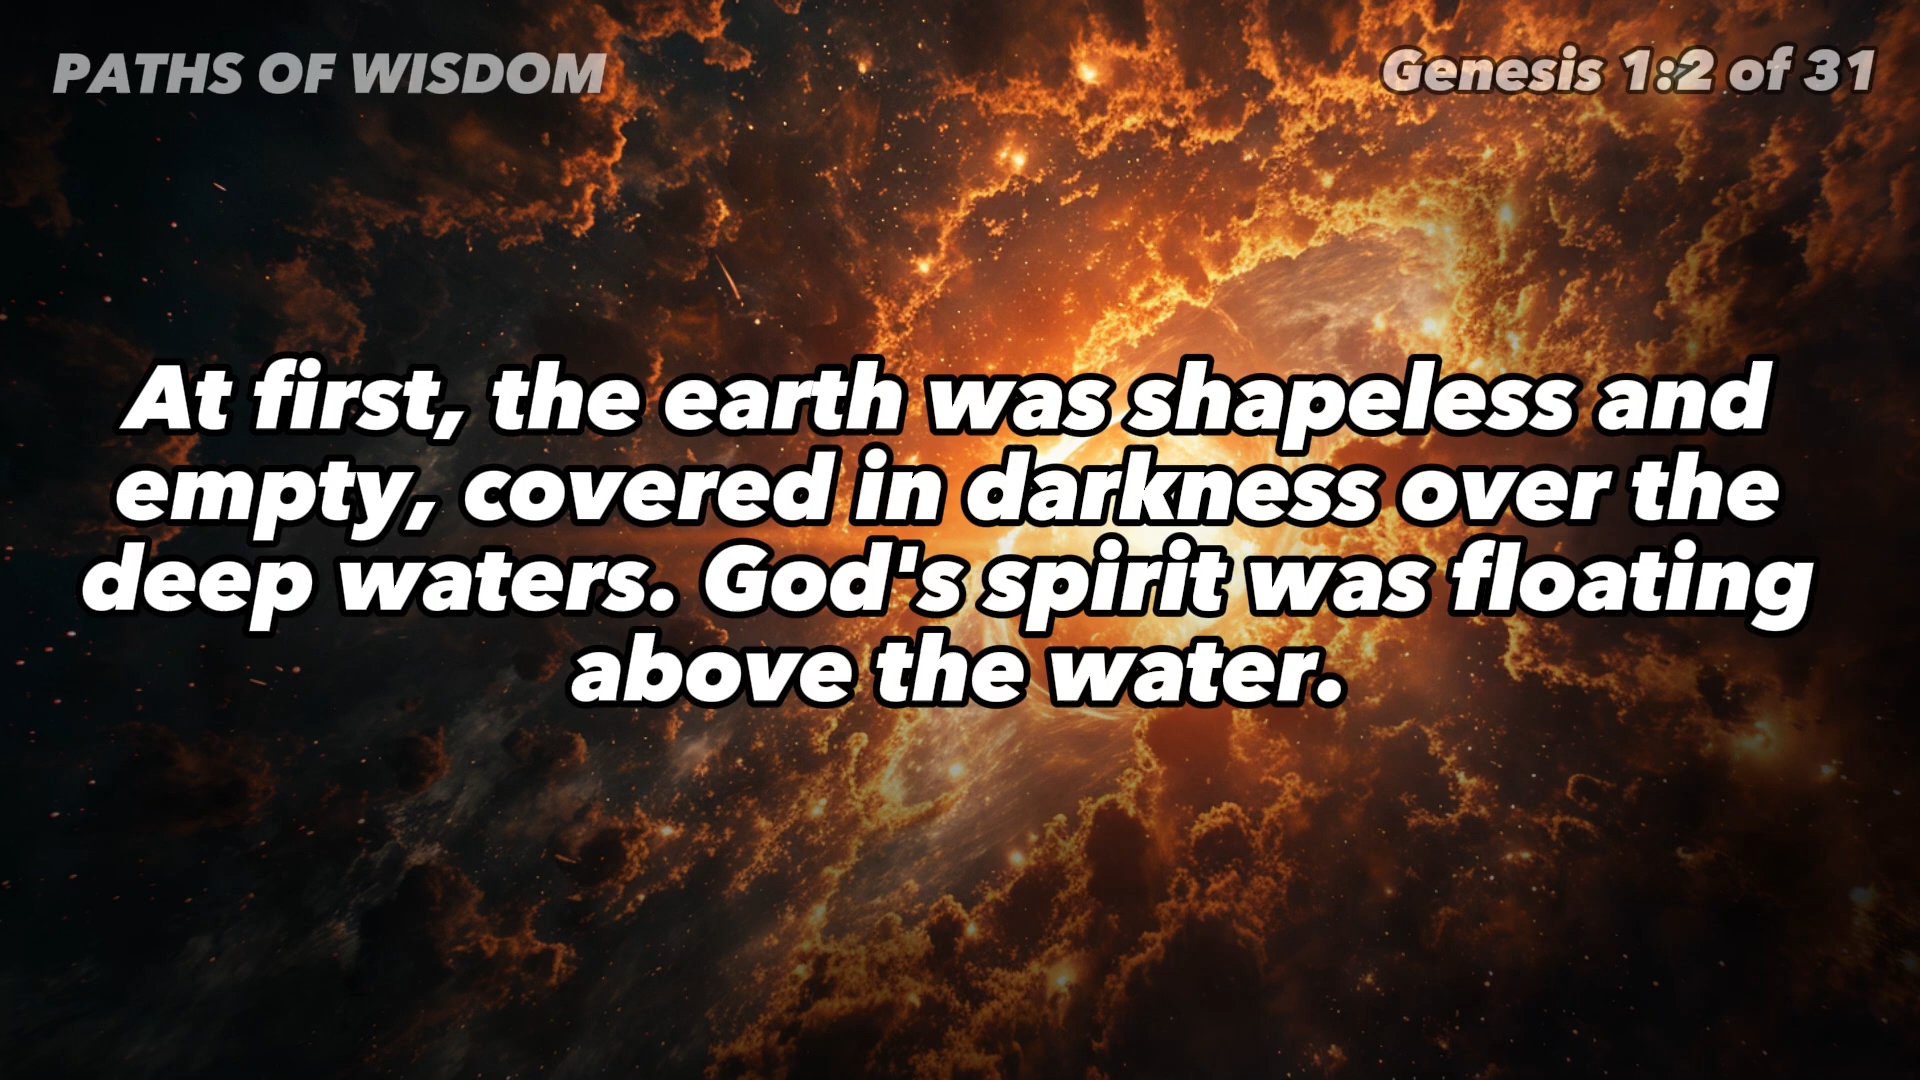 PATHS OF WISDOM
Genesis 1:2 of 31
At first, the earth was shapeless and
empty, covered in darkness over the
deep waters. God's spirit was floating
above the water.